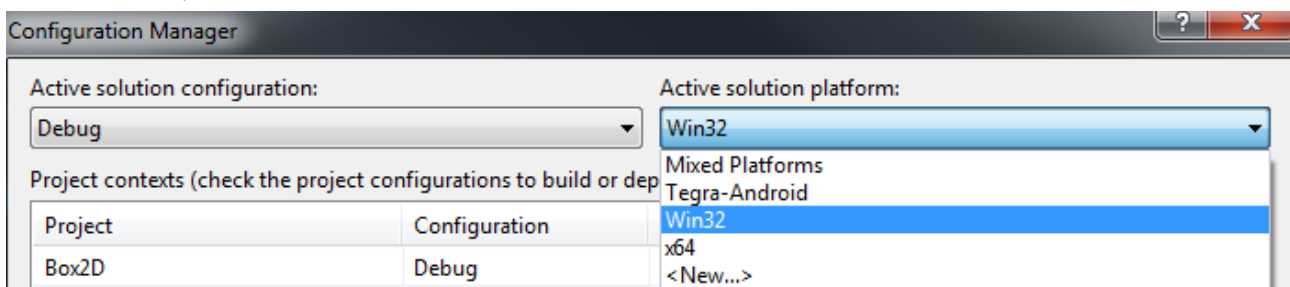 Configuration Manager
?
X
Active solution configuration:
Active solution platform:
Debug
Win32
Project contexts (check the project configurations to build or dep
Mixed Platforms
Tegra-Android
Win32
x64
<New...>
Project
Configuration
Box2D
Debug